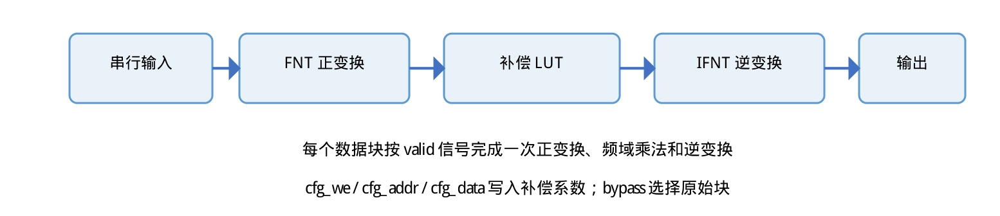 串行输入
FNT 正变换
补偿 LUT
IFNT 逆变换
输出
每个数据块按 valid 信号完成一次正变换、频域乘法和逆变换
cfg_we / cfg_addr / cfg_data 写入补偿系数；bypass 选择原始块